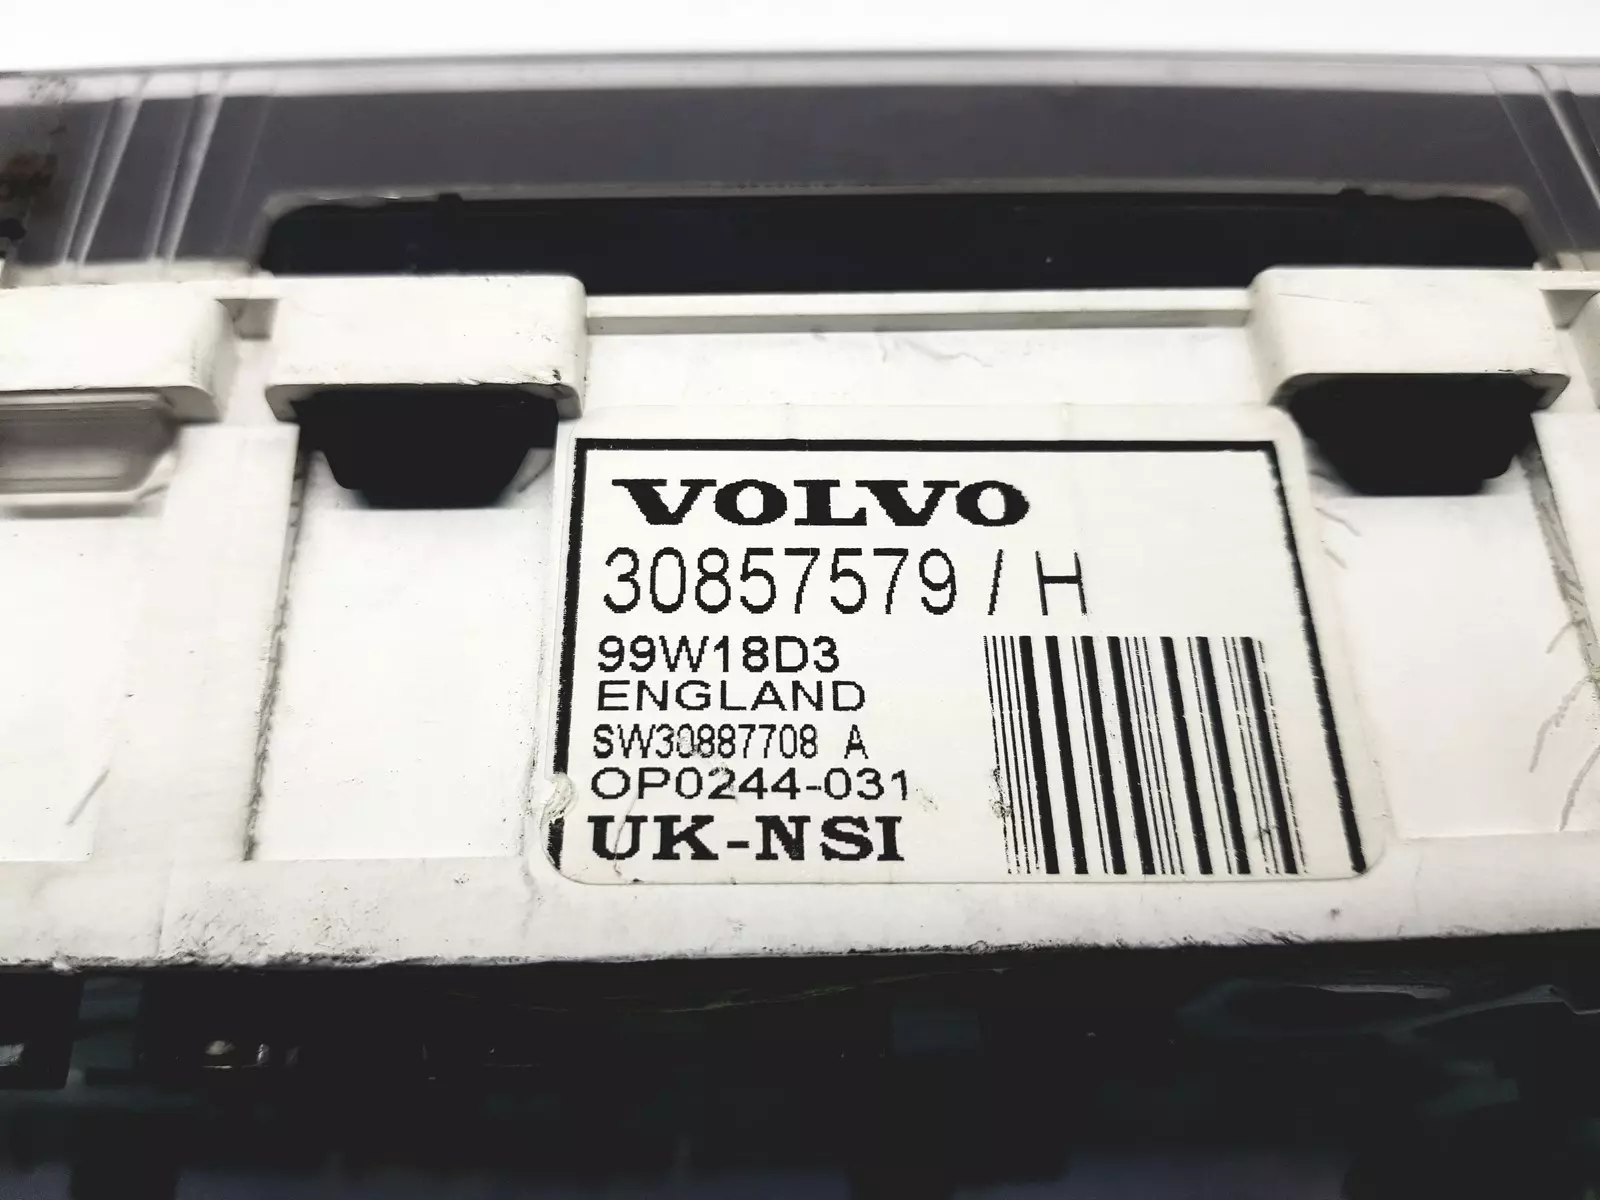 VOLVO
30857579 / H
99W18D3
ENGLAND
SW30887708 A
OP0244-031
UK-NSI